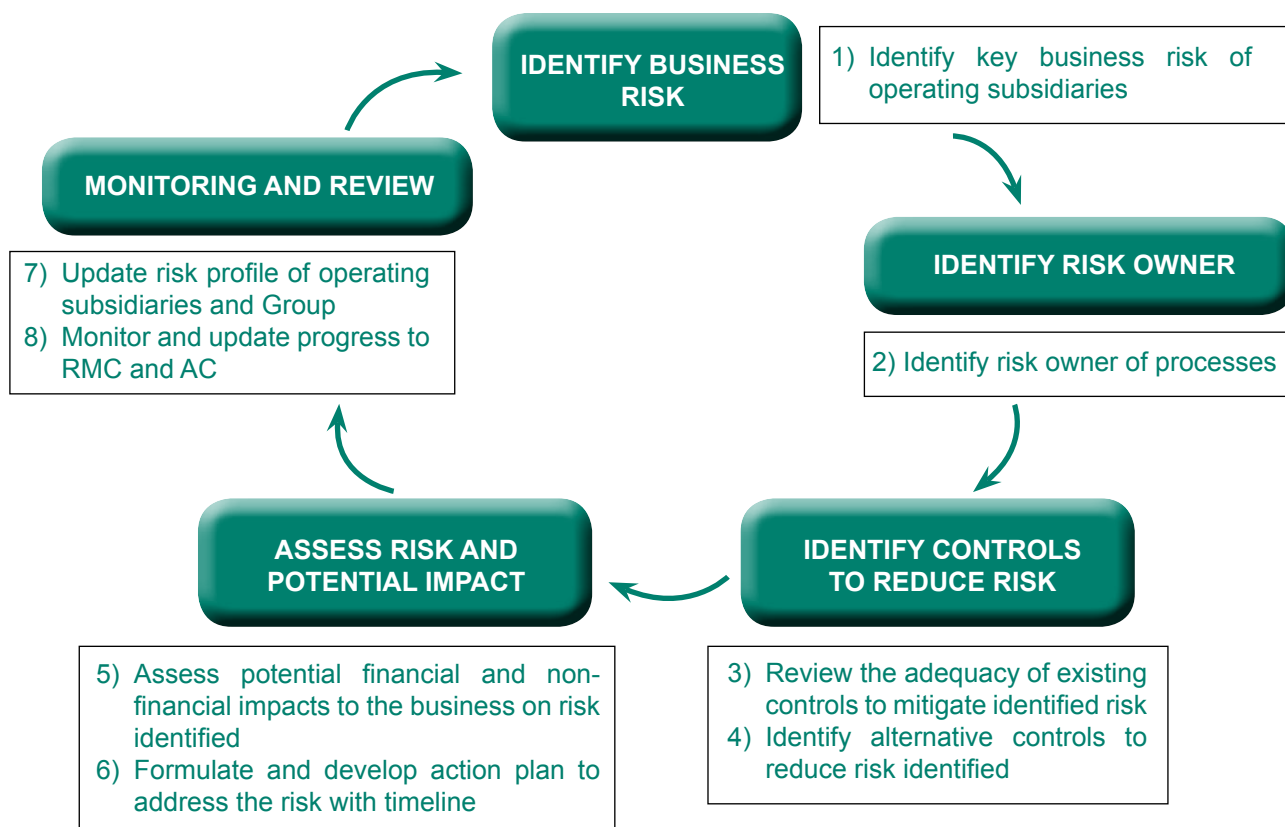 IDENTIFY BUSINESS
RISK
1) Identify key business risk of
operating subsidiaries
IDENTIFY RISK OWNER
2) Identify risk owner of processes
IDENTIFY CONTROLS
TO REDUCE RISK
3) Review the adequacy of existing
controls to mitigate identified risk
4) Identify alternative controls to
reduce risk identified
ASSESS RISK AND
POTENTIAL IMPACT
5) Assess potential financial and non-
financial impacts to the business on risk
identified
6) Formulate and develop action plan to
address the risk with timeline
MONITORING AND REVIEW
7) Update risk profile of operating
subsidiaries and Group
8) Monitor and update progress to
RMC and AC